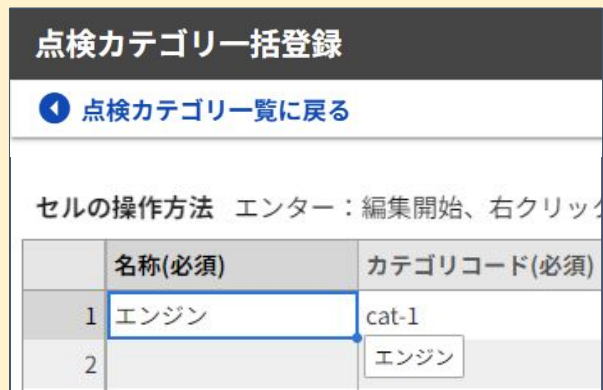 点検カテゴリ一括登録
点検カテゴリ一覧に戻る
セルの操作方法 エンター：編集開始、右クリッ
名称(必須) カテゴリコード(必須)
1 エンジン cat-1
2 エンジン